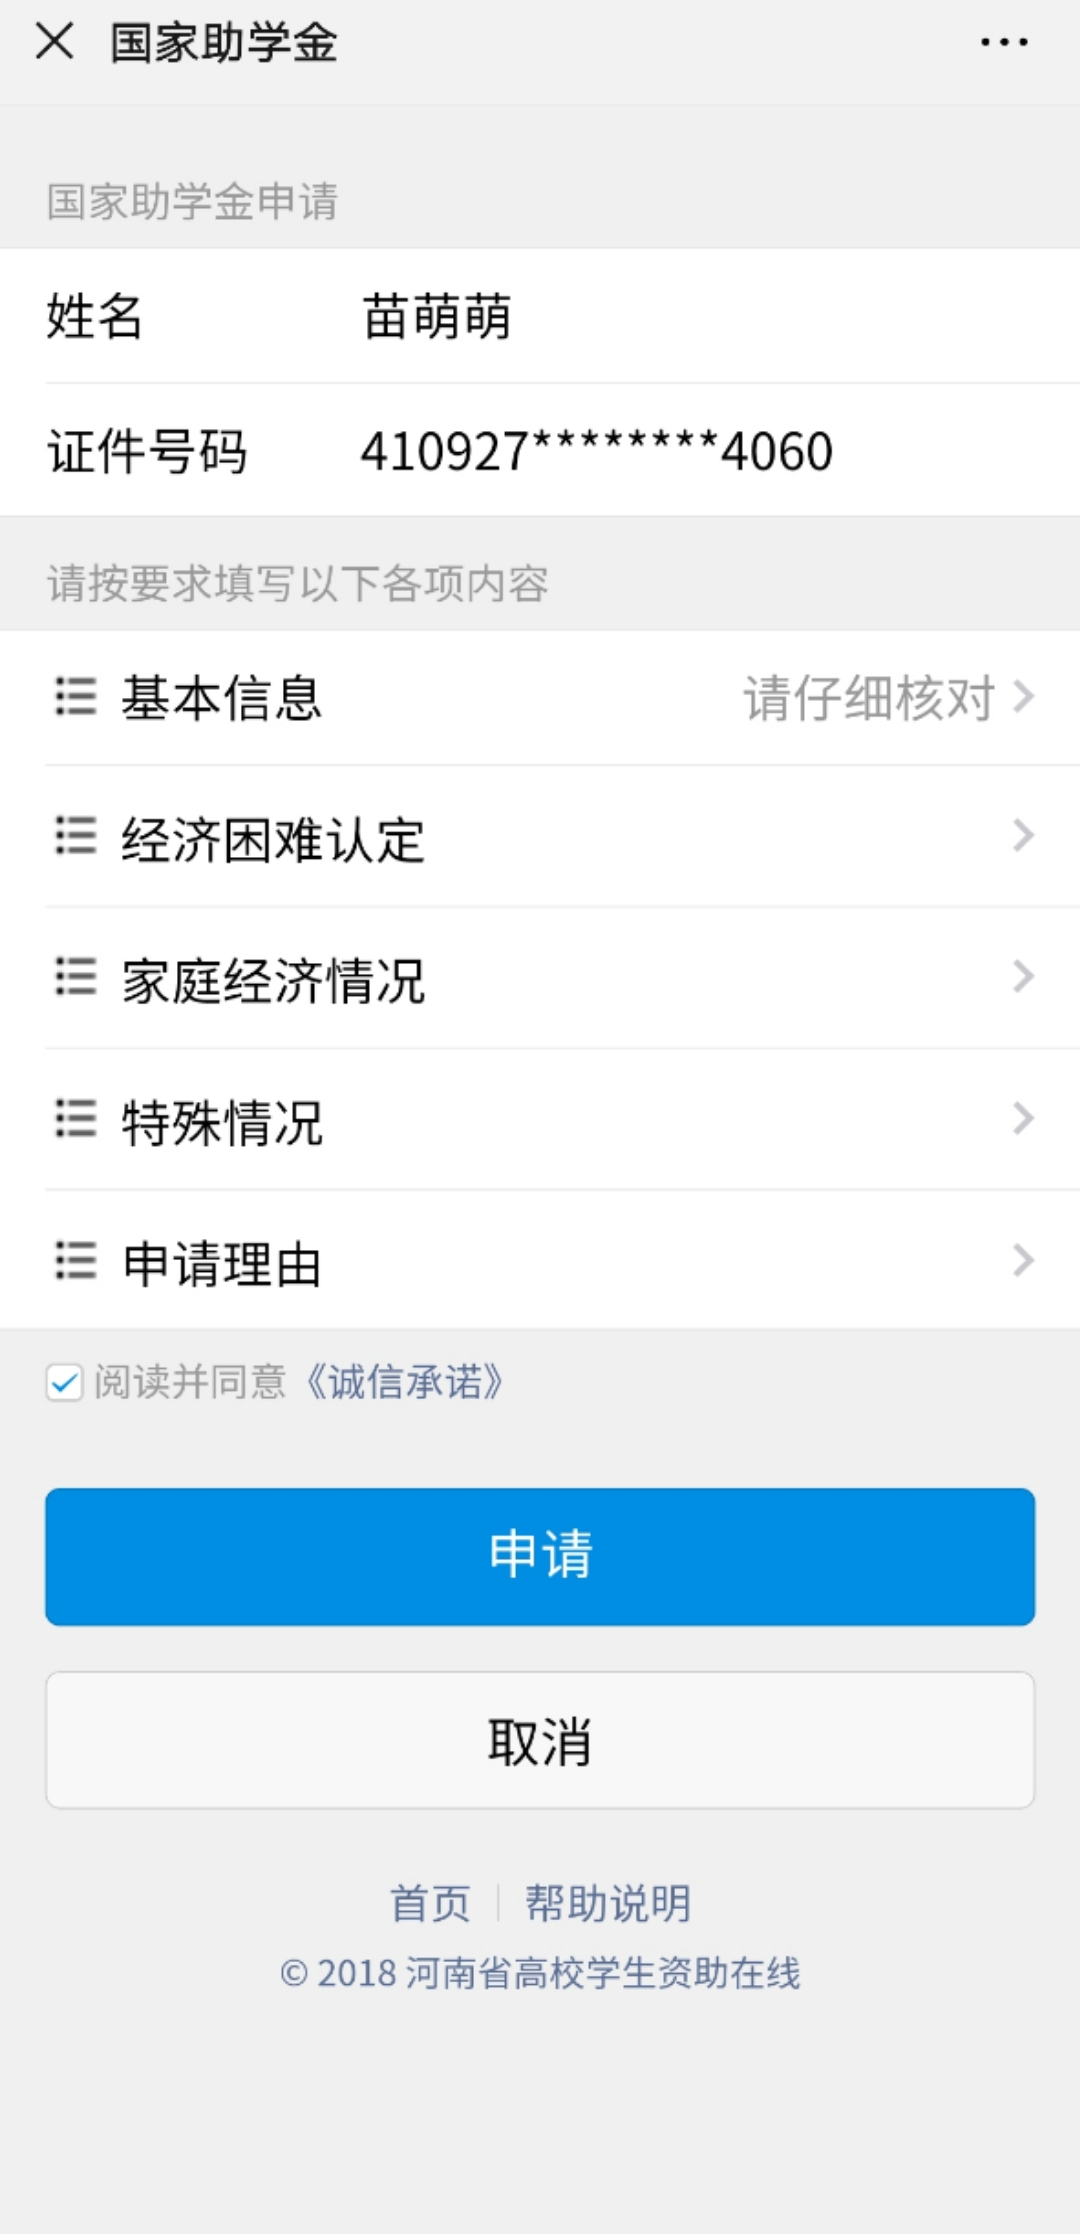 国家助学金
国家助学金申请
姓名 苗萌萌
证件号码 410927********4060
请按要求填写以下各项内容
基本信息 请仔细核对
经济困难认定
家庭经济情况
特殊情况
申请理由
阅读并同意《诚信承诺》
申请
取消
首页 | 帮助说明
© 2018 河南省高校学生资助在线